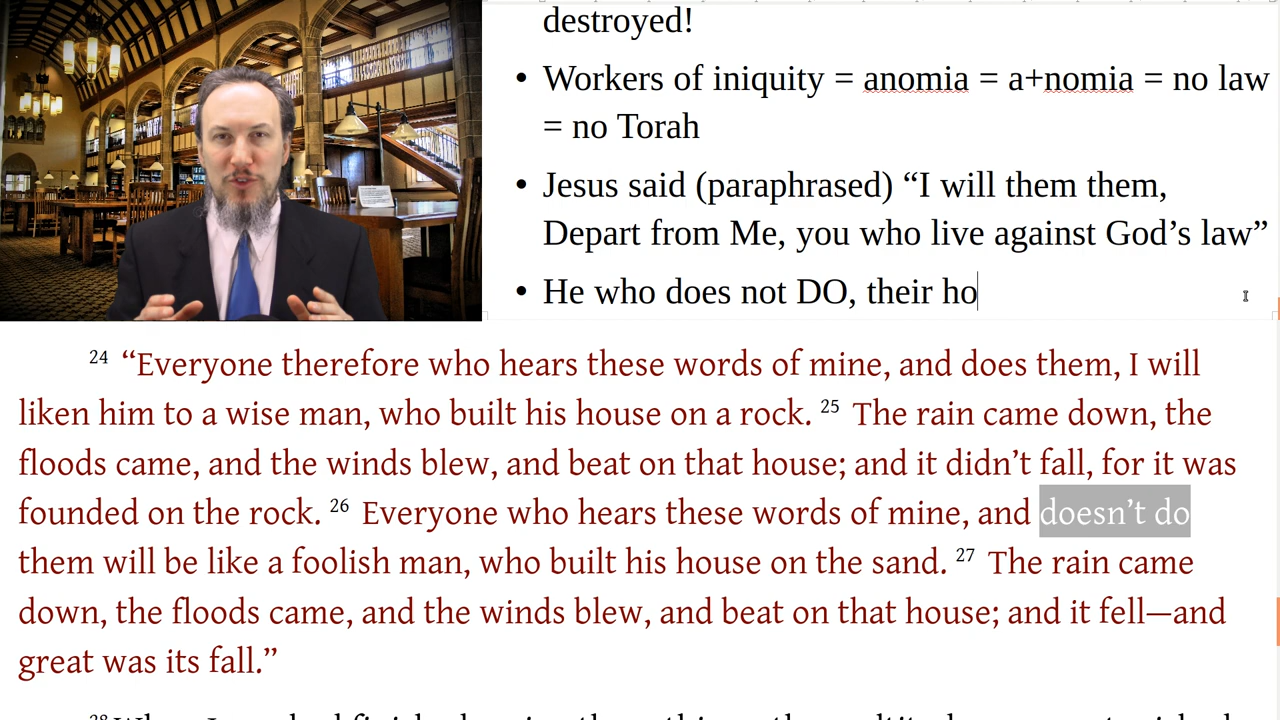 destroyed!
• Workers of iniquity = anomia = a+nomia = no law
= no Torah
• Jesus said (paraphrased) “I will them them,
Depart from Me, you who live against God’s law”
• He who does not DO, their ho
24 “Everyone therefore who hears these words of mine, and does them, I will
liken him to a wise man, who built his house on a rock. 25 The rain came down, the
floods came, and the winds blew, and beat on that house; and it didn’t fall, for it was
founded on the rock. 26 Everyone who hears these words of mine, and doesn’t do
them will be like a foolish man, who built his house on the sand. 27 The rain came
down, the floods came, and the winds blew, and beat on that house; and it fell—and
great was its fall.”